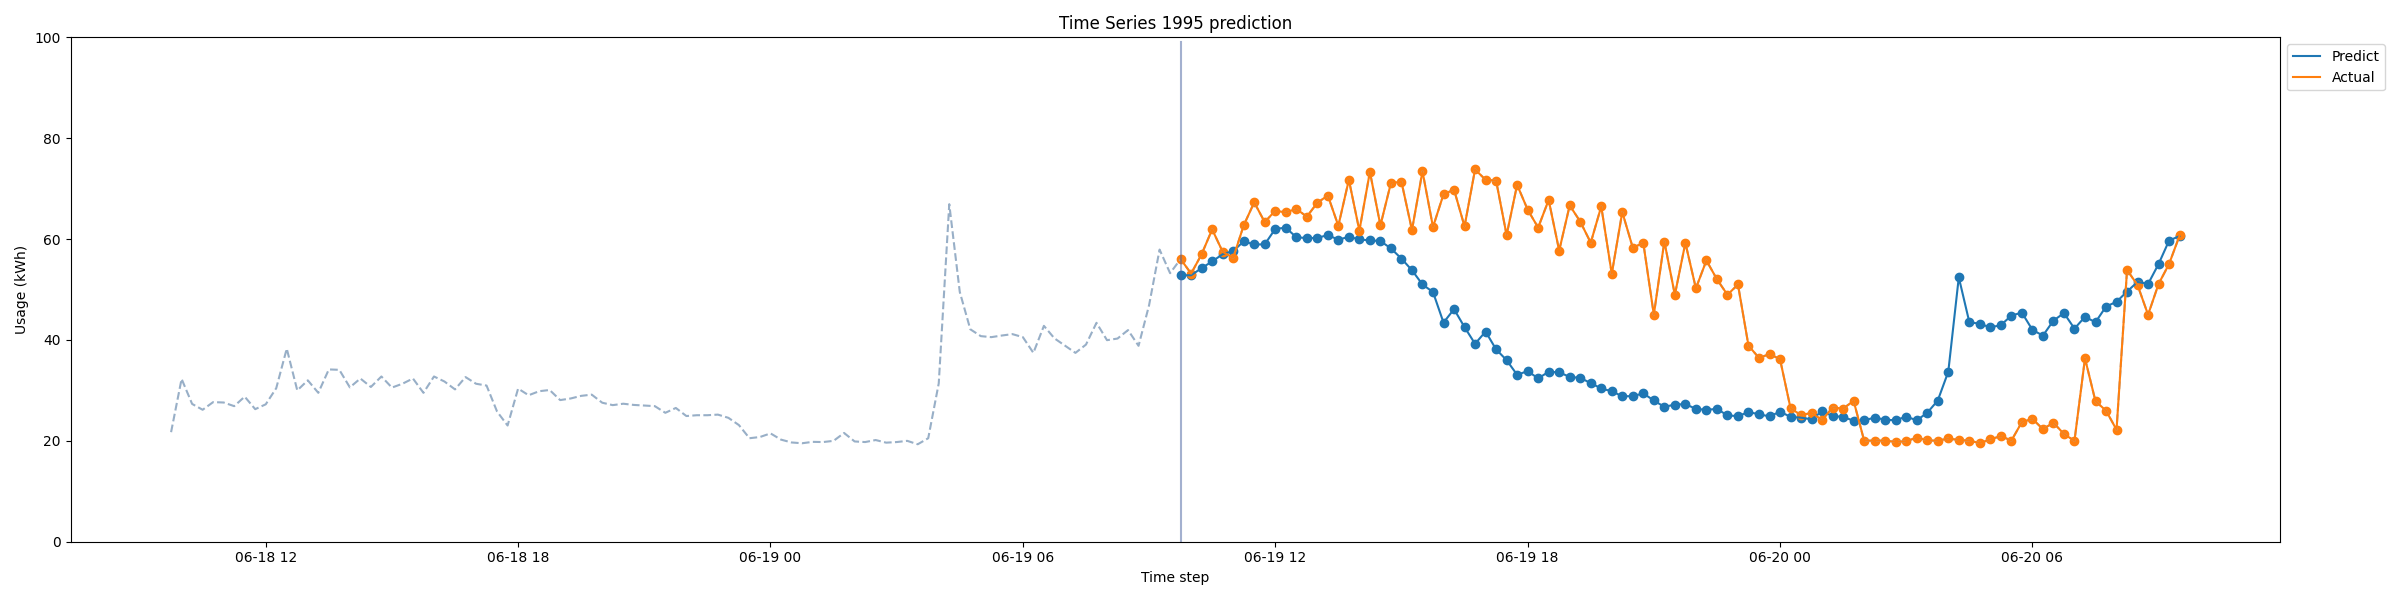 Time Series 1995 prediction
100
80
60
40
20
0
Usage (kWh)
06-18 12
06-18 18
06-19 00
06-19 06
06-19 12
06-19 18
06-20 00
06-20 06
Time step
Predict
Actual